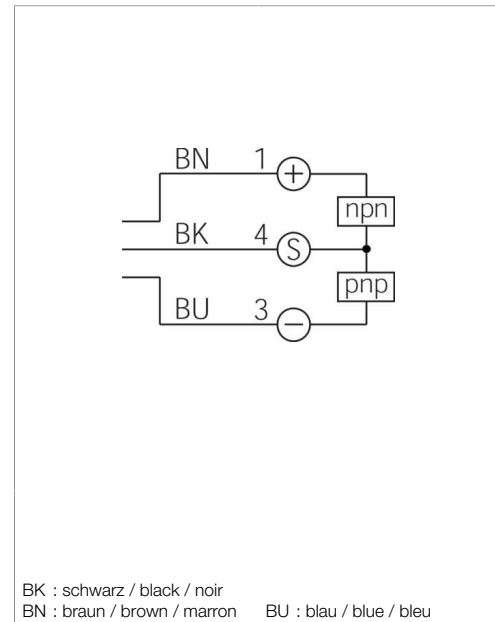 BN 1 +
npn
BK 4 S
pnp
BU 3 −
BK : schwarz / black / noir
BN : braun / brown / marron BU : blau / blue / bleu